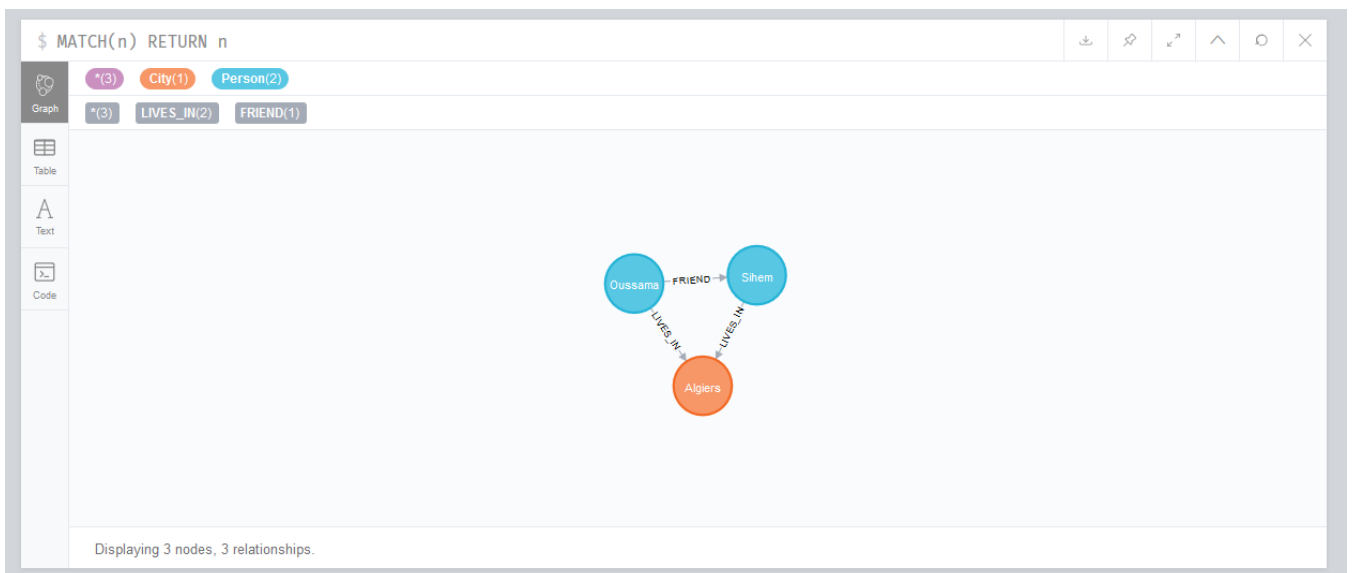 $ MATCH(n) RETURN n
*(3) City(1) Person(2)
Graph
*(3) LIVES_IN(2) FRIEND(1)
Table
Text
Code
Oussama FRIEND Sihem
LIVES_IN LIVES_IN
Algiers
Displaying 3 nodes, 3 relationships.